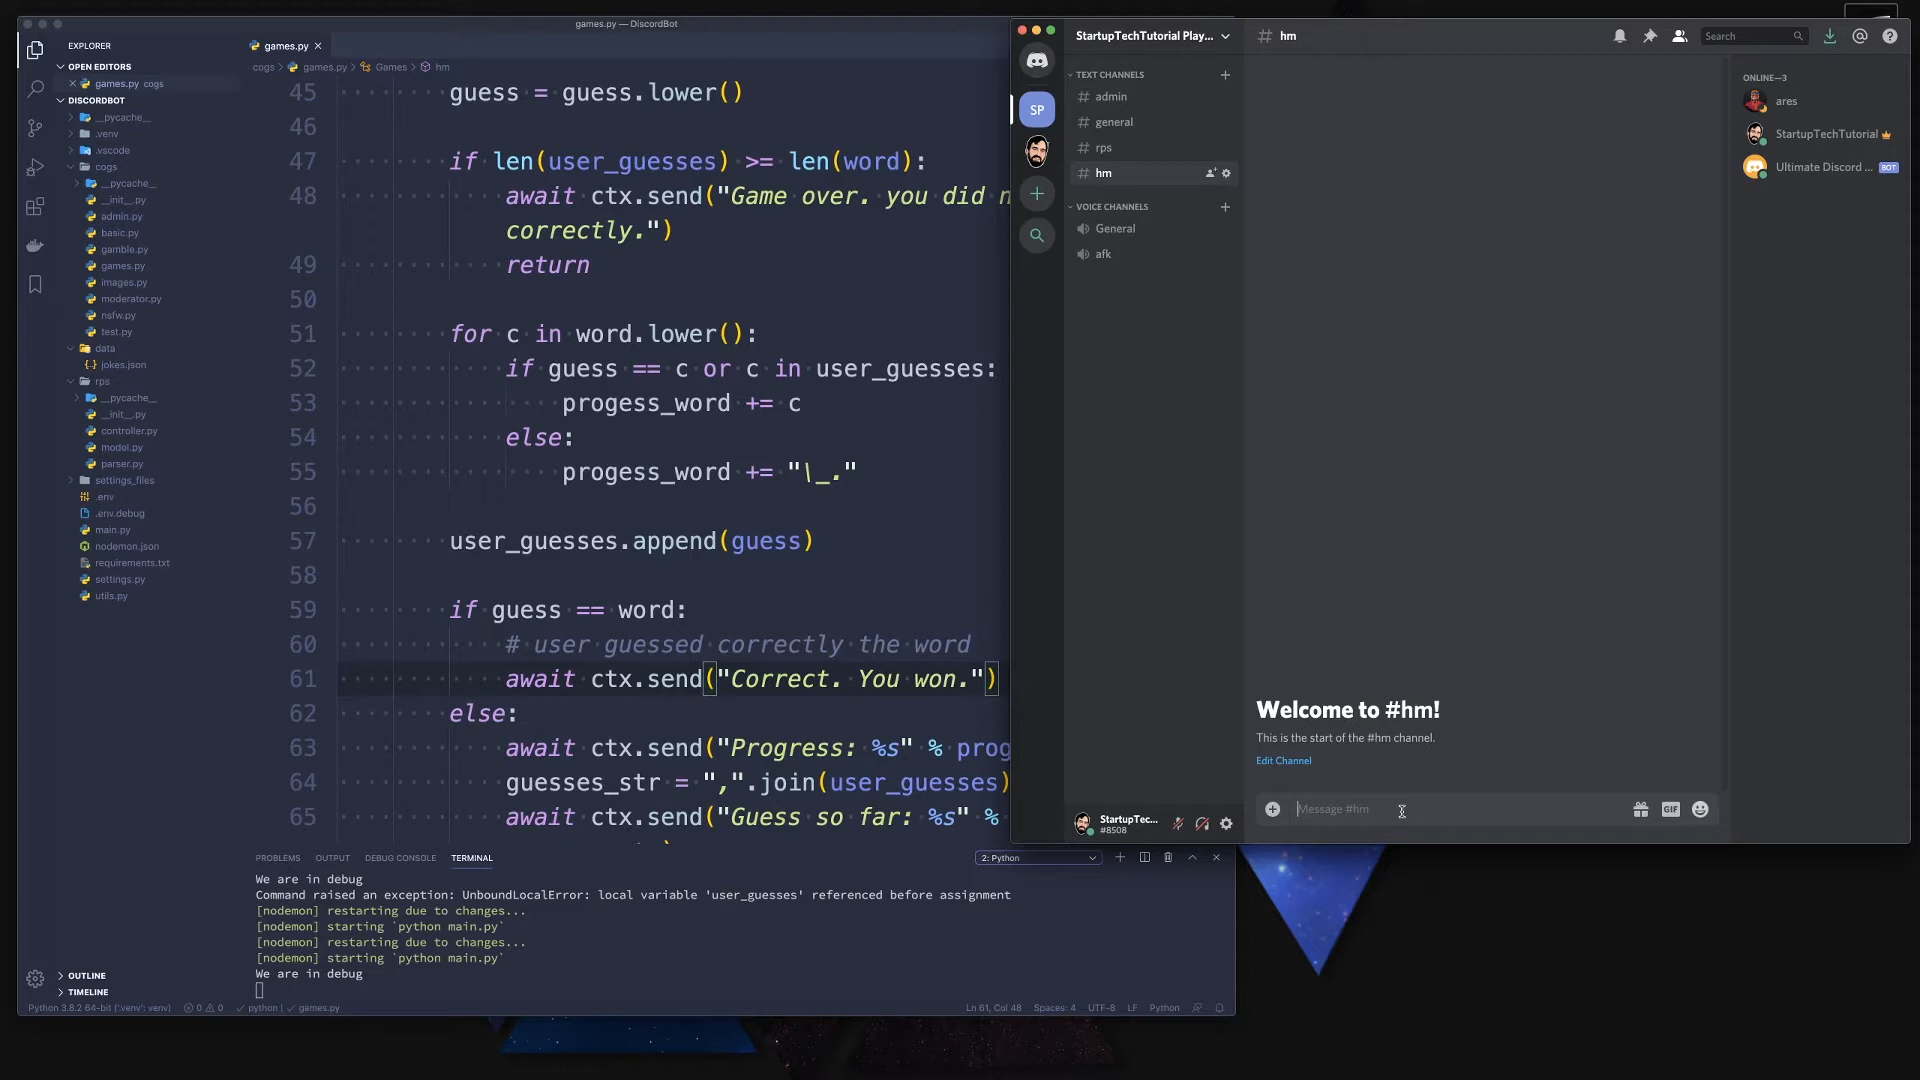 games.py — DiscordBot
EXPLORER
OPEN EDITORS
games.py cogs
DISCORDBOT
__pycache__
.venv
.vscode
cogs
__pycache__
__init__.py
admin.py
basic.py
gamble.py
games.py
images.py
moderator.py
nsfw.py
test.py
data
jokes.json
rps
__pycache__
__init__.py
controller.py
model.py
parser.py
settings_files
.env
.env.debug
main.py
nodemon.json
requirements.txt
settings.py
utils.py
OUTLINE
TIMELINE
games.py
cogs > games.py > Games > hm
45 guess = guess.lower()
46
47 if len(user_guesses) >= len(word):
48 await ctx.send("Game over. you did n
correctly.")
49 return
50
51 for c in word.lower():
52 if guess == c or c in user_guesses:
53 progess_word += c
54 else:
55 progess_word += "\_."
56
57 user_guesses.append(guess)
58
59 if guess == word:
60 # user guessed correctly the word
61 await ctx.send("Correct. You won.")
62 else:
63 await ctx.send("Progress: %s" % prog
64 guesses_str = ",".join(user_guesses)
65 await ctx.send("Guess so far: %s" %
PROBLEMS OUTPUT DEBUG CONSOLE TERMINAL 2: Python
We are in debug
Command raised an exception: UnboundLocalError: local variable 'user_guesses' referenced before assignment
[nodemon] restarting due to changes...
[nodemon] starting `python main.py`
[nodemon] restarting due to changes...
[nodemon] starting `python main.py`
We are in debug
Python 3.8.2 64-bit ('.venv': venv) 0 0 python | games.py Ln 61, Col 48 Spaces: 4 UTF-8 LF Python
StartupTechTutorial Play...
SP
TEXT CHANNELS
# admin
# general
# rps
# hm
VOICE CHANNELS
General
afk
StartupTec...
#8508
# hm
Search
Welcome to #hm!
This is the start of the #hm channel.
Edit Channel
Message #hm
GIF
ONLINE—3
ares
StartupTechTutorial
Ultimate Discord ... BOT